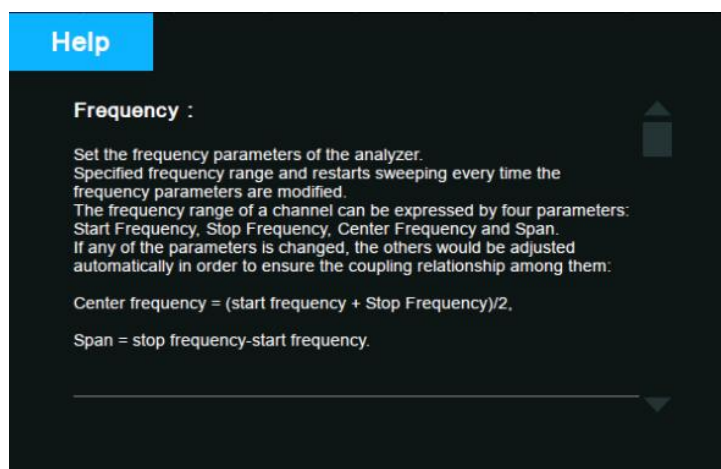 Help
Frequency :
Set the frequency parameters of the analyzer.
Specified frequency range and restarts sweeping every time the
frequency parameters are modified.
The frequency range of a channel can be expressed by four parameters:
Start Frequency, Stop Frequency, Center Frequency and Span.
If any of the parameters is changed, the others would be adjusted
automatically in order to ensure the coupling relationship among them:
Center frequency = (start frequency + Stop Frequency)/2,
Span = stop frequency-start frequency.